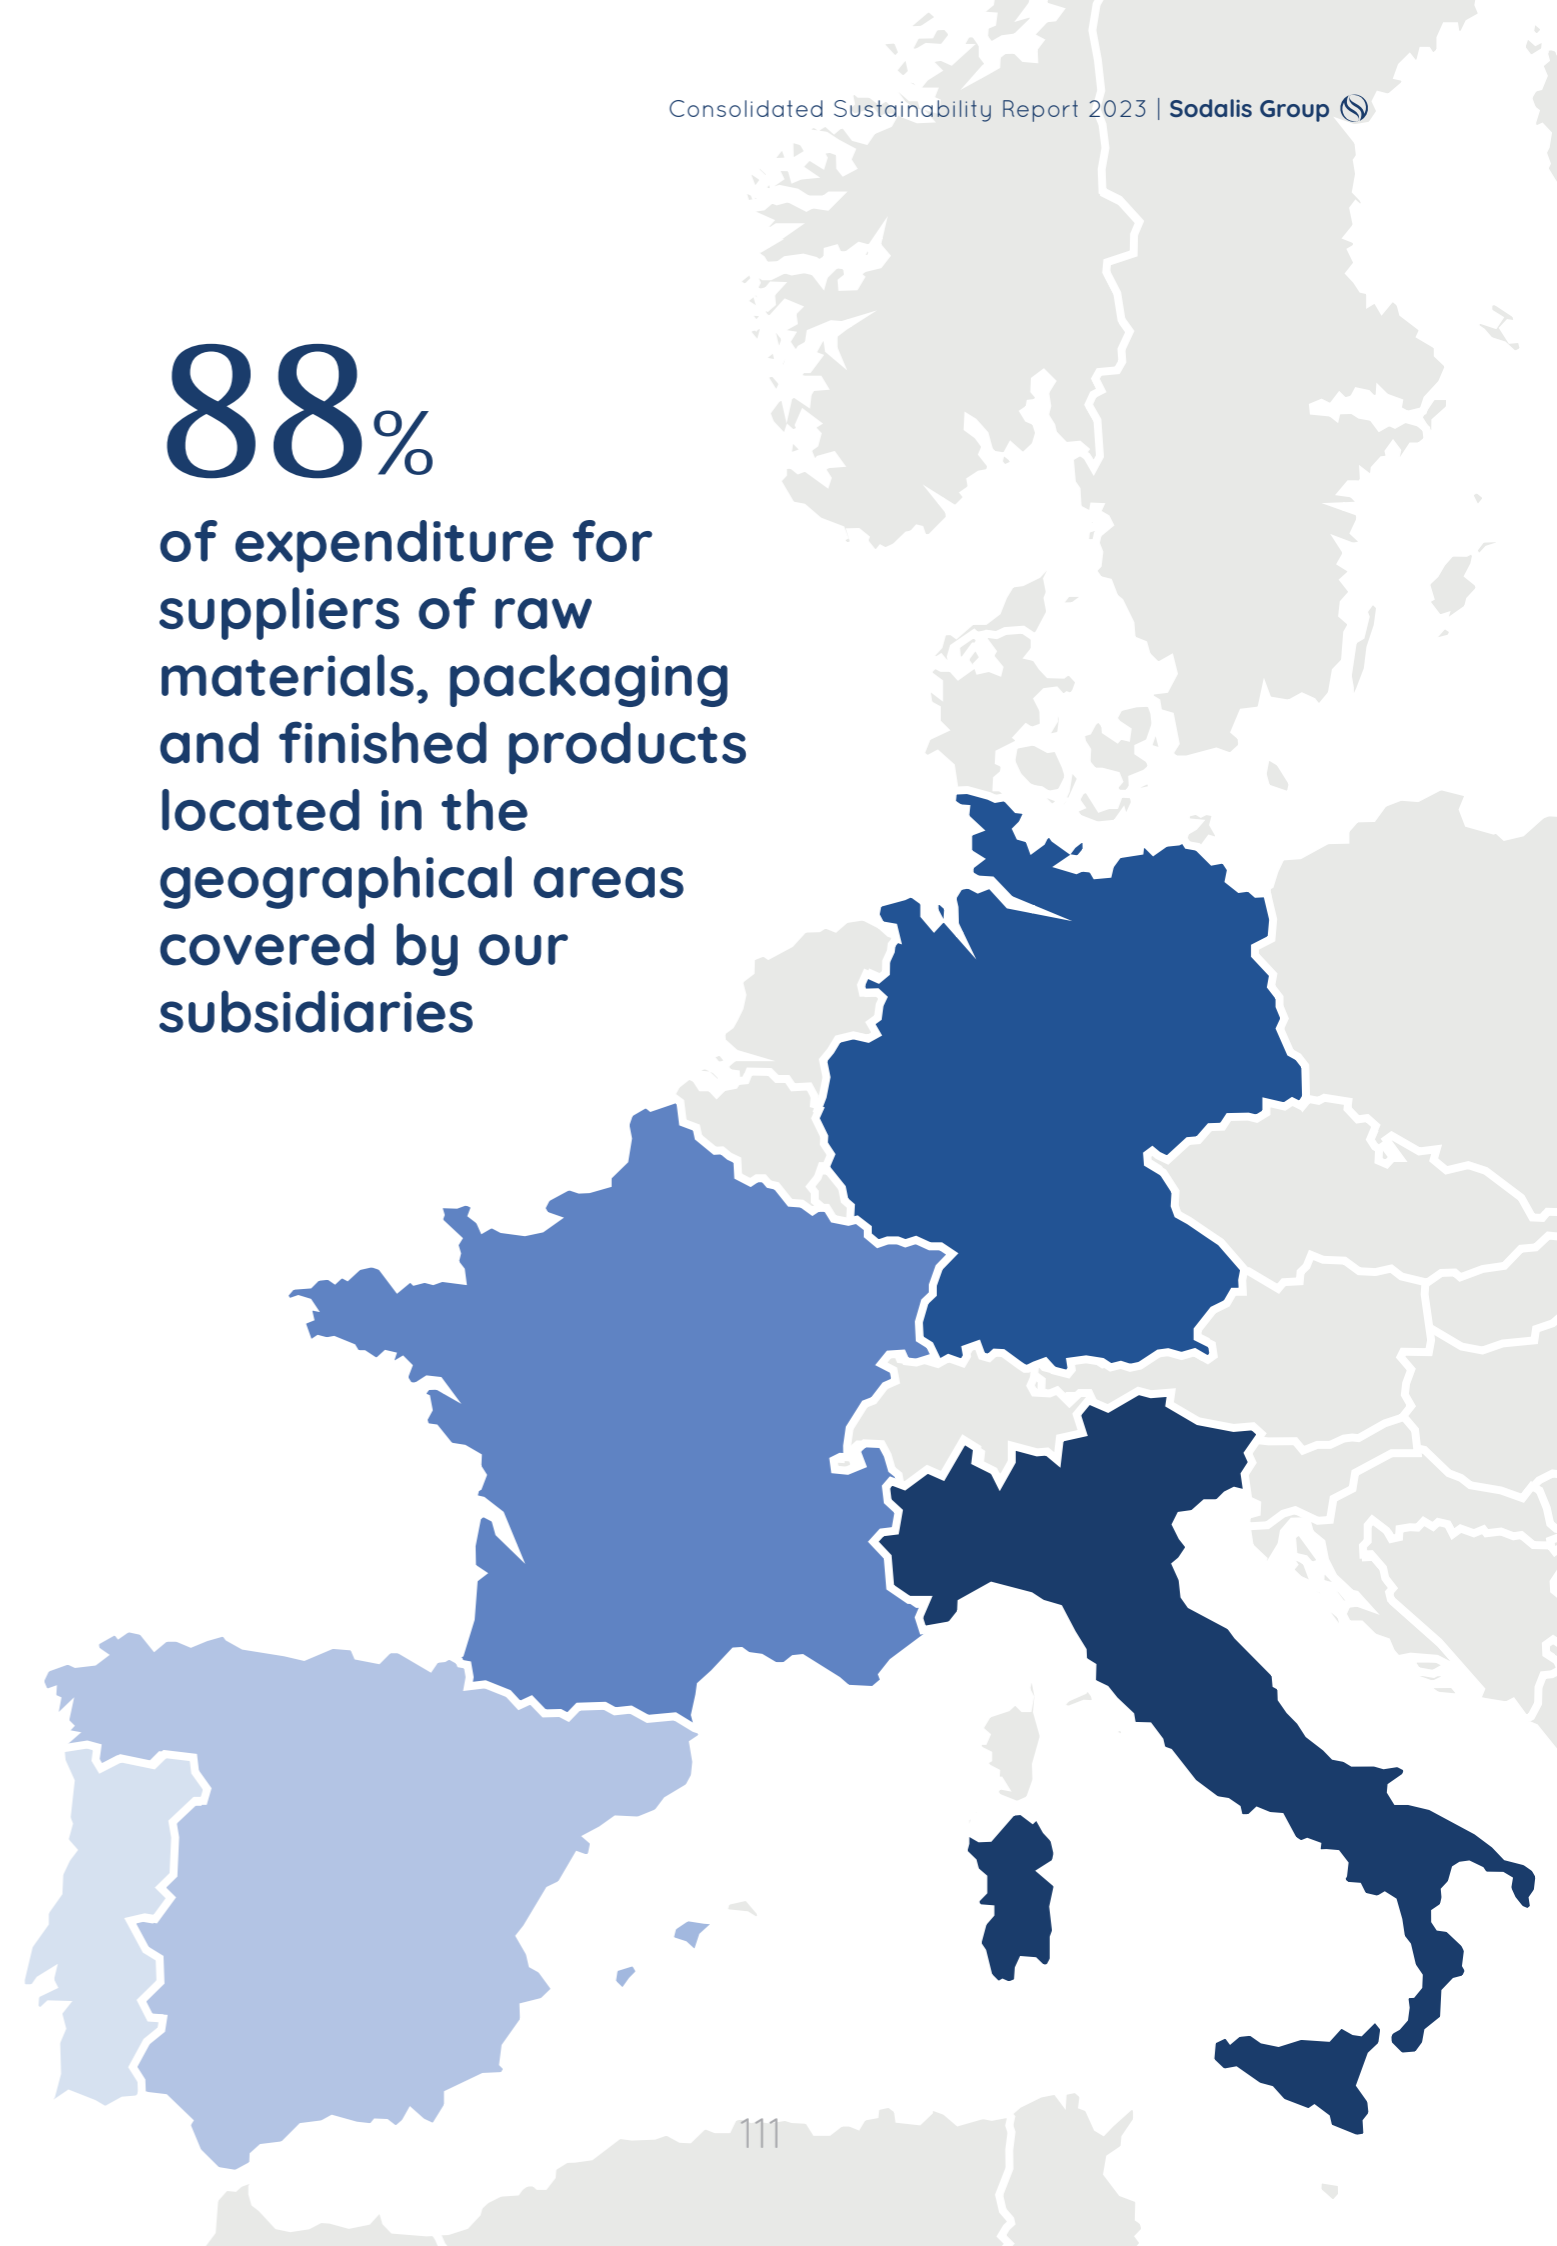 Consolidated Sustainability Report 2023 | Sodalis Group
88%
of expenditure for
suppliers of raw
materials, packaging
and finished products
located in the
geographical areas
covered by our
subsidiaries
111